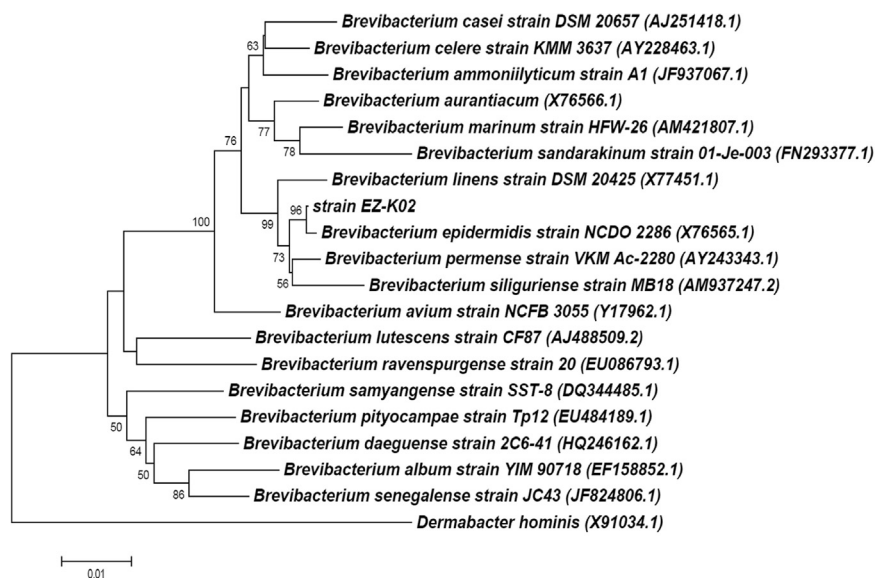 Brevibacterium casei strain DSM 20657 (AJ251418.1)
63
Brevibacterium celere strain KMM 3637 (AY228463.1)
Brevibacterium ammoniilyticum strain A1 (JF937067.1)
Brevibacterium aurantiacum (X76566.1)
77
Brevibacterium marinum strain HFW-26 (AM421807.1)
76
78
Brevibacterium sandarakinum strain 01-Je-003 (FN293377.1)
Brevibacterium linens strain DSM 20425 (X77451.1)
96
strain EZ-K02
100
99
Brevibacterium epidermidis strain NCDO 2286 (X76565.1)
73
Brevibacterium permense strain VKM Ac-2280 (AY243343.1)
56
Brevibacterium siliguriense strain MB18 (AM937247.2)
Brevibacterium avium strain NCFB 3055 (Y17962.1)
Brevibacterium lutescens strain CF87 (AJ488509.2)
Brevibacterium ravenspurgense strain 20 (EU086793.1)
Brevibacterium samyangense strain SST-8 (DQ344485.1)
50
Brevibacterium pityocampae strain Tp12 (EU484189.1)
64
Brevibacterium daeguense strain 2C6-41 (HQ246162.1)
50
Brevibacterium album strain YIM 90718 (EF158852.1)
86
Brevibacterium senegalense strain JC43 (JF824806.1)
Dermabacter hominis (X91034.1)
0.01